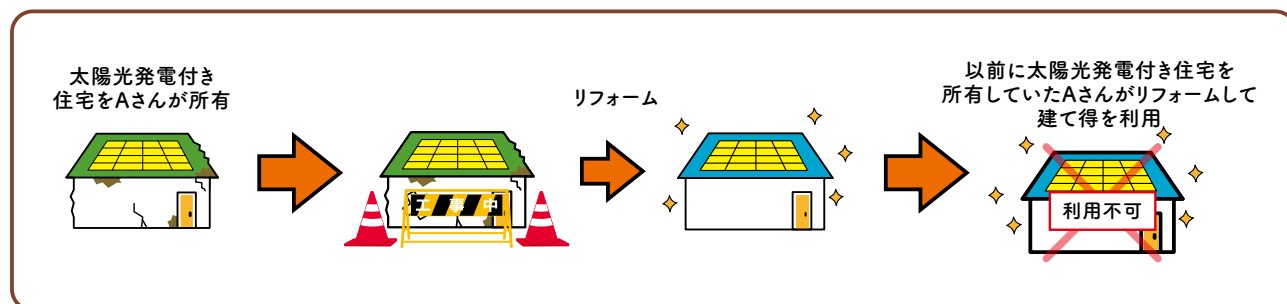 太陽光発電付き
住宅をAさんが所有
工事中
リフォーム
以前に太陽光発電付き住宅を
所有していたAさんがリフォームして
建て得を利用
利用不可